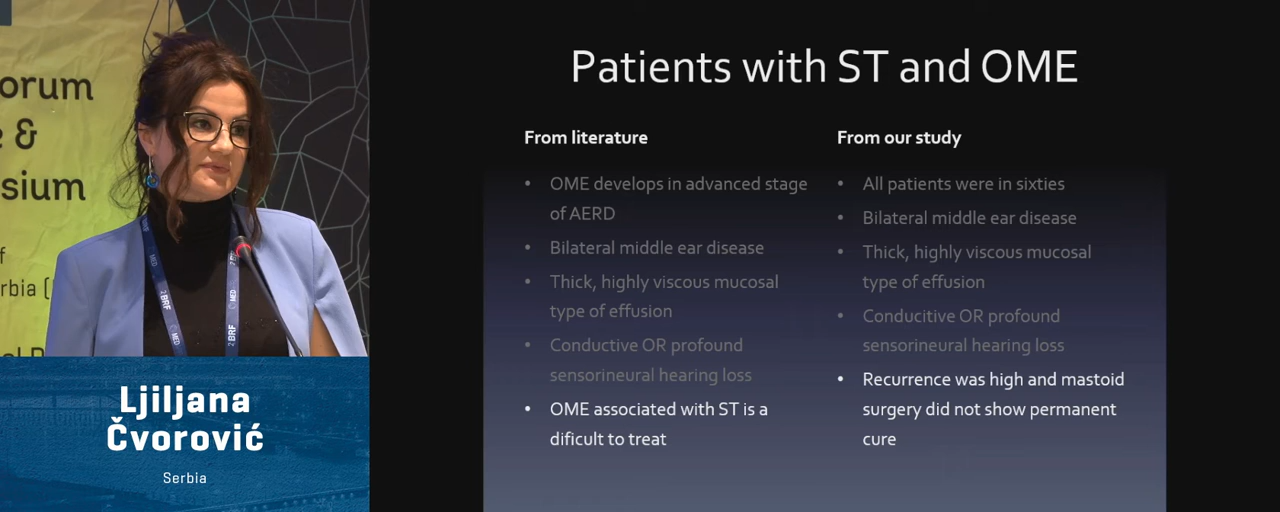 orum
e &
sium
f
rbia (
Ljiljana
Čvorović
Serbia
Patients with ST and OME
From literature
• OME develops in advanced stage
of AERD
• Bilateral middle ear disease
• Thick, highly viscous mucosal
type of effusion
• Conductive OR profound
sensorineural hearing loss
• OME associated with ST is a
dificult to treat
From our study
• All patients were in sixties
• Bilateral middle ear disease
• Thick, highly viscous mucosal
type of effusion
• Conducitive OR profound
sensorineural hearing loss
• Recurrence was high and mastoid
surgery did not show permanent
cure